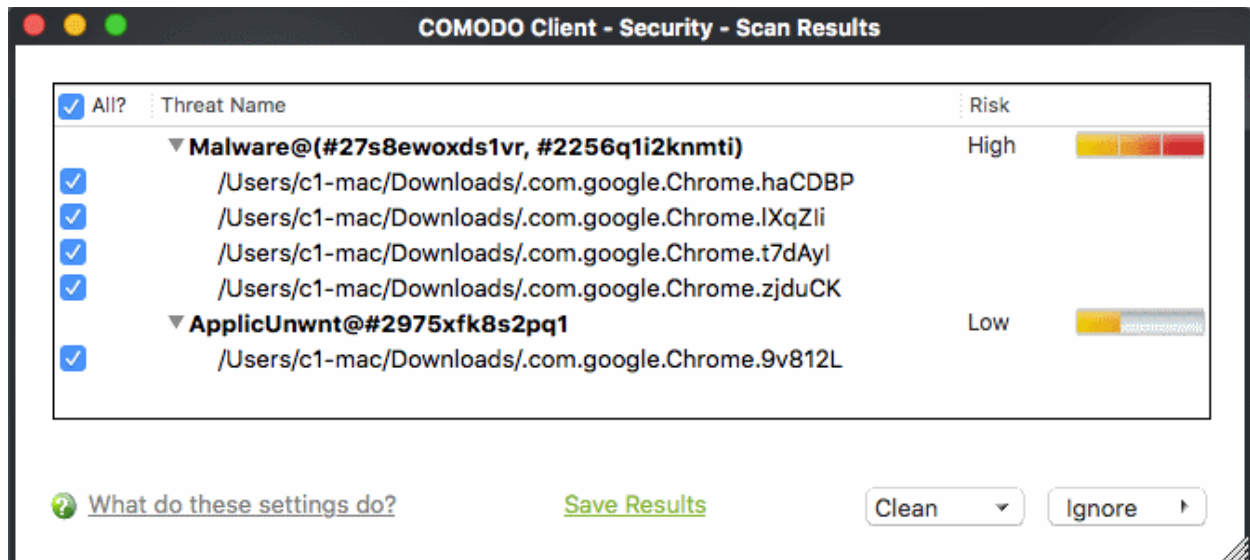 COMODO Client - Security - Scan Results
All? Threat Name Risk
Malware@(#27s8ewoxds1vr, #2256q1i2knmti) High
/Users/c1-mac/Downloads/.com.google.Chrome.haCDBP
/Users/c1-mac/Downloads/.com.google.Chrome.lXqZli
/Users/c1-mac/Downloads/.com.google.Chrome.t7dAyl
/Users/c1-mac/Downloads/.com.google.Chrome.zjduCK
ApplicUnwnt@#2975xfk8s2pq1 Low
/Users/c1-mac/Downloads/.com.google.Chrome.9v812L
What do these settings do? Save Results Clean Ignore